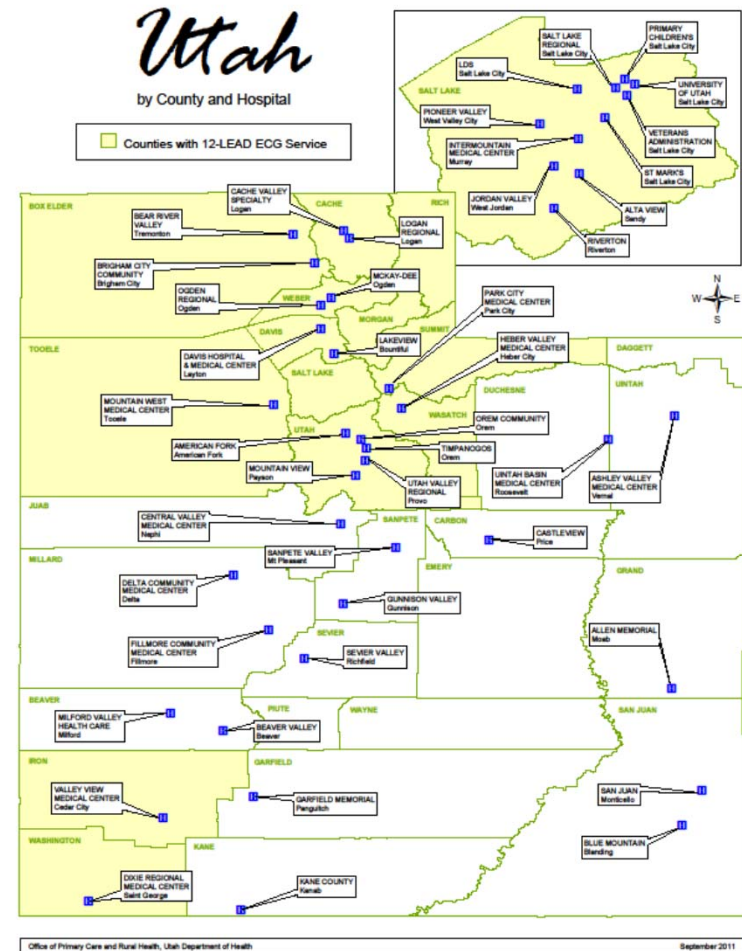 Utah
by County and Hospital
Counties with 12-LEAD ECG Service
SALT LAKE
REGIONAL
Salt Lake City
PRIMARY
CHILDREN'S
Salt Lake City
LDS
Salt Lake City
UNIVERSITY
OF UTAH
Salt Lake City
SALT LAKE
PIONEER VALLEY
West Valley City
VETERANS
ADMINISTRATION
Salt Lake City
INTERMOUNTAIN
MEDICAL CENTER
Murray
ST MARK'S
Salt Lake City
JORDAN VALLEY
West Jordan
ALTA VIEW
Sandy
RIVERTON
Riverton
N
W
E
S
BOX ELDER
CACHE VALLEY
SPECIALTY
Logan
CACHE
RICH
BEAR RIVER
VALLEY
Tremonton
LOGAN
REGIONAL
Logan
BRIGHAM CITY
COMMUNITY
Brigham City
MCKAY-DEE
Ogden
OGDEN
REGIONAL
Ogden
WEBER
PARK CITY
MEDICAL CENTER
Park City
MORGAN
DAVIS
SUMMIT
TOOELE
DAVIS HOSPITAL
& MEDICAL CENTER
Layton
LAKEVIEW
Bountiful
HEBER VALLEY
MEDICAL CENTER
Heber City
DAGGETT
SALT LAKE
DUCHESNE
UINTAH
MOUNTAIN WEST
MEDICAL CENTER
Tooele
WASATCH
OREM COMMUNITY
Orem
UTAH
AMERICAN FORK
American Fork
TIMPANOGOS
Orem
MOUNTAIN VIEW
Payson
UTAH VALLEY
REGIONAL
Provo
UINTAH BASIN
MEDICAL CENTER
Roosevelt
ASHLEY VALLEY
MEDICAL CENTER
Vernal
JUAB
CENTRAL VALLEY
MEDICAL CENTER
Nephi
SANPETE
CARBON
SANPETE VALLEY
Mt Pleasant
CASTLEVIEW
Price
MILLARD
EMERY
GRAND
DELTA COMMUNITY
MEDICAL CENTER
Delta
GUNNISON VALLEY
Gunnison
FILLMORE COMMUNITY
MEDICAL CENTER
Fillmore
SEVIER
SEVIER VALLEY
Richfield
ALLEN MEMORIAL
Moab
BEAVER
PIUTE
WAYNE
SAN JUAN
MILFORD VALLEY
HEALTH CARE
Milford
BEAVER VALLEY
Beaver
IRON
GARFIELD
VALLEY VIEW
MEDICAL CENTER
Cedar City
GARFIELD MEMORIAL
Panguitch
SAN JUAN
Monticello
WASHINGTON
KANE
BLUE MOUNTAIN
Blanding
DIXIE REGIONAL
MEDICAL CENTER
Saint George
KANE COUNTY
Kanab
Office of Primary Care and Rural Health, Utah Department of Health
September 2011